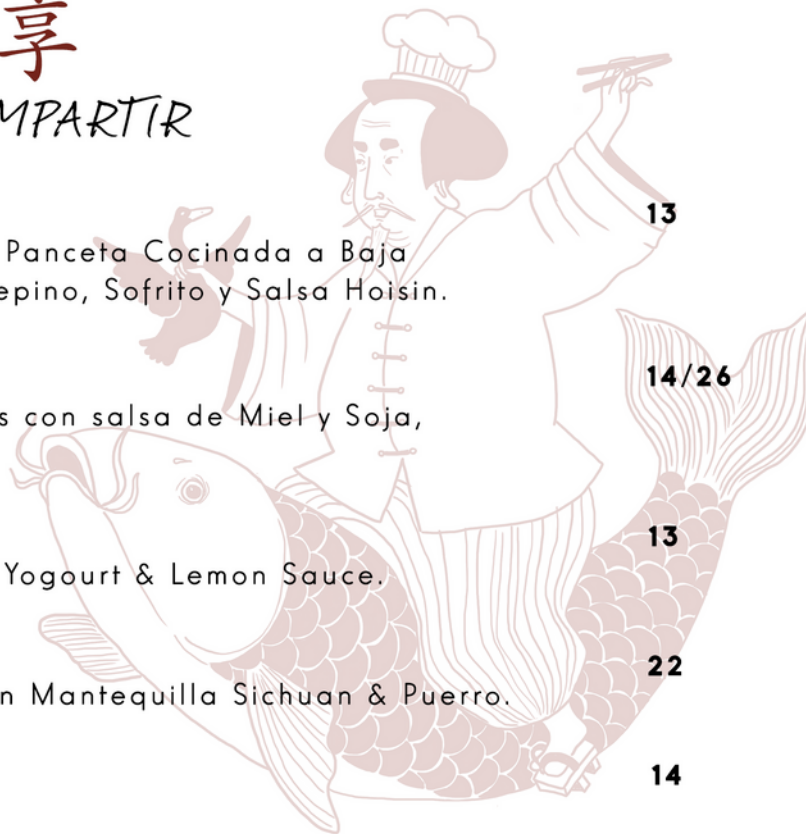 享
MPARTIR
13
Panceta Cocinada a Baja
epino, Sofrito y Salsa Hoisin.
14/26
s con salsa de Miel y Soja,
13
Yogourt & Lemon Sauce.
22
n Mantequilla Sichuan & Puerro.
14